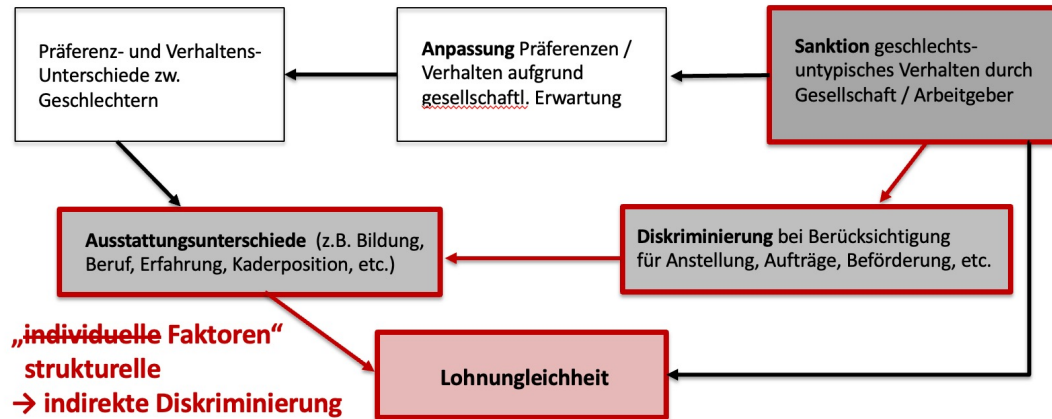 Präferenz- und Verhaltens-
Unterschiede zw.
Geschlechtern
Anpassung Präferenzen /
Verhalten aufgrund
gesellschaftl. Erwartung
Sanktion geschlechts-
untypisches Verhalten durch
Gesellschaft / Arbeitgeber
Ausstattungsunterschiede (z.B. Bildung,
Beruf, Erfahrung, Kaderposition, etc.)
Diskriminierung bei Berücksichtigung
für Anstellung, Aufträge, Beförderung, etc.
„individuelle Faktoren“
strukturelle
→ indirekte Diskriminierung
Lohnungleichheit